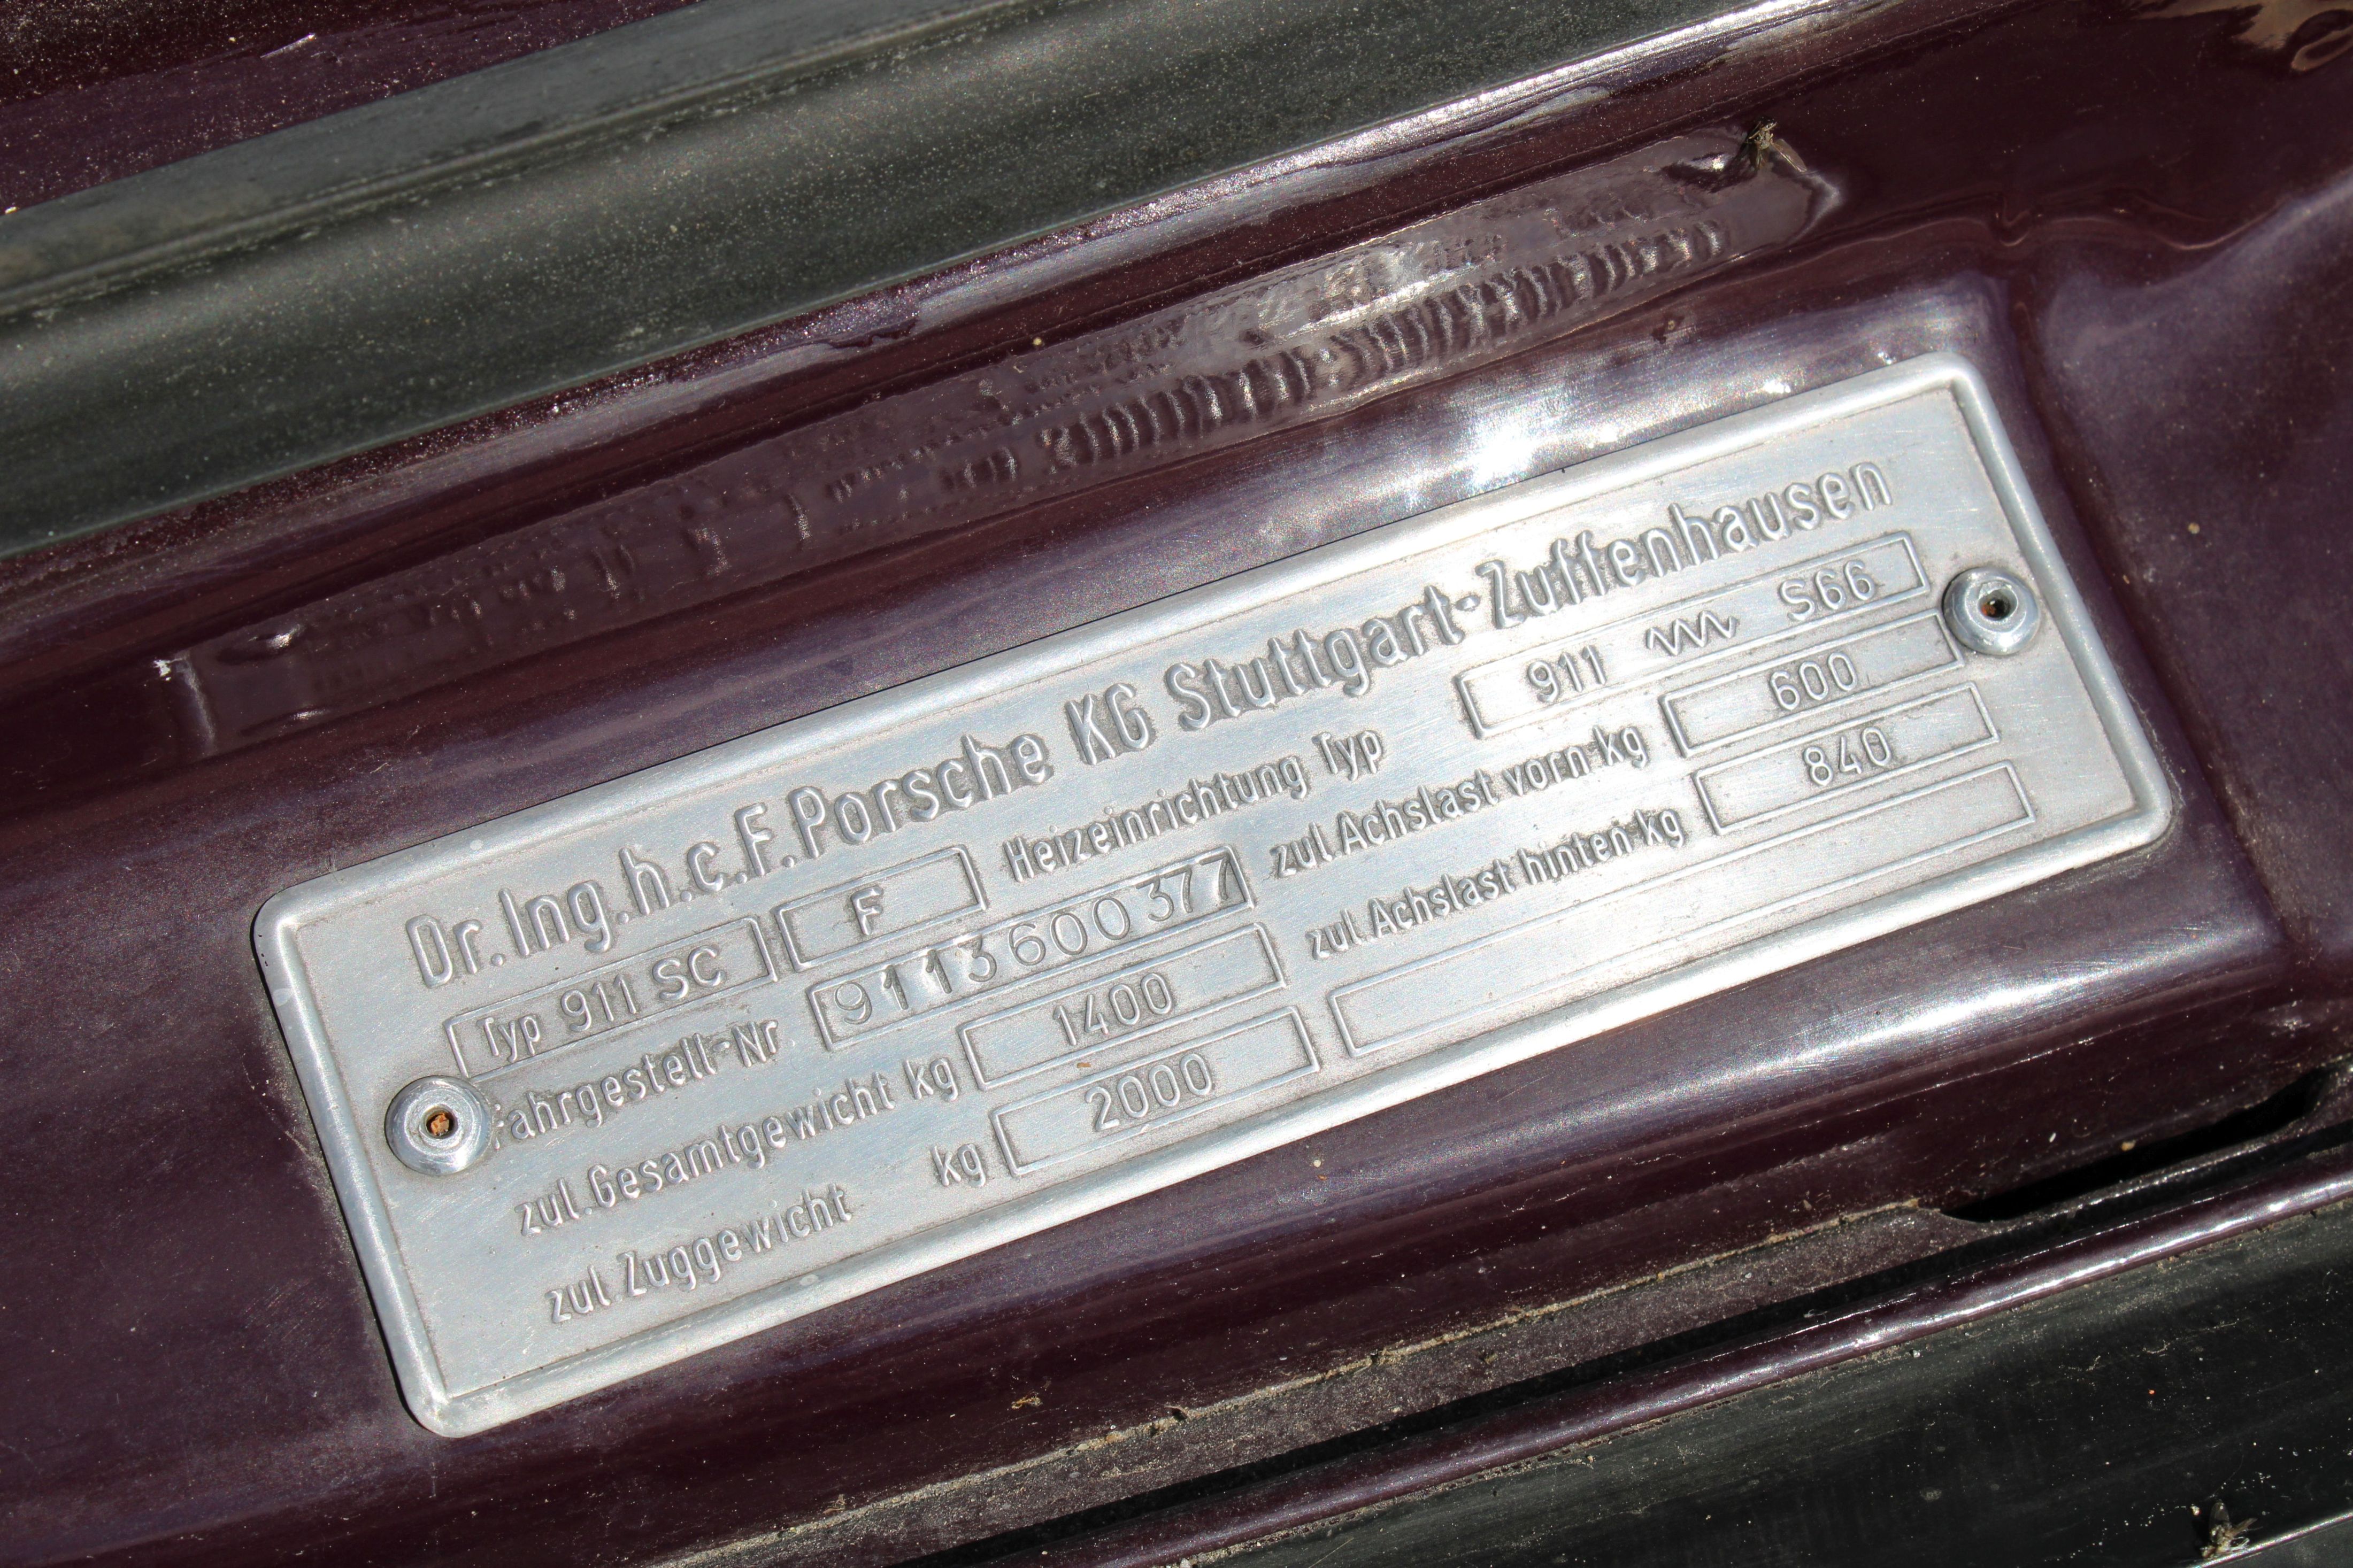 Dr.Ing.h.c.F.Porsche KG Stuttgart-Zuffenhausen
Typ 911 SC F Heizeinrichtung Typ 911 S66
Fahrgestell-Nr 9113600377 zul.Achslast vorn kg 600
zul.Gesamtgewicht kg 1400 zul.Achslast hinten kg 840
zul.Zuggewicht kg 2000